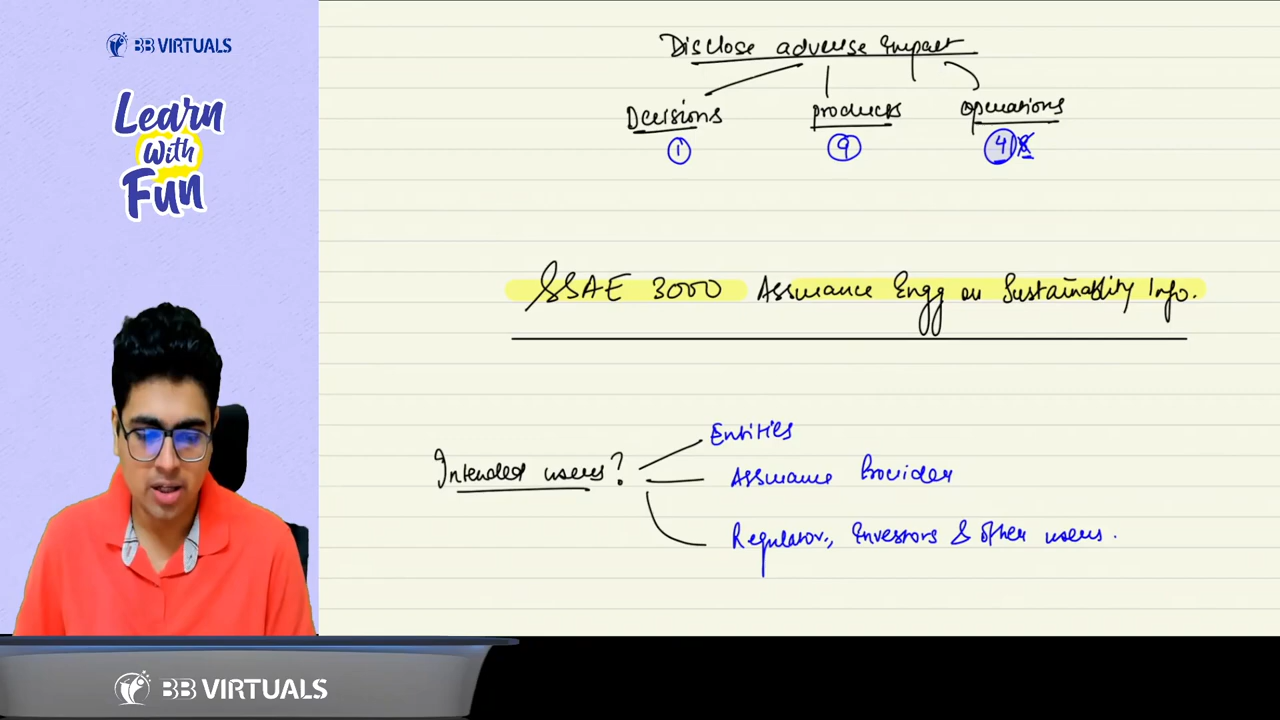 BB VIRTUALS
Learn
With
Fun
Disclose adverse impact
Decisions products operations
1 9 4
SSAE 3000 Assurance Engg on Sustainability Info.
Intended users?
Entities
Assurance Provider
Regulator, Investors & other users.
BB VIRTUALS